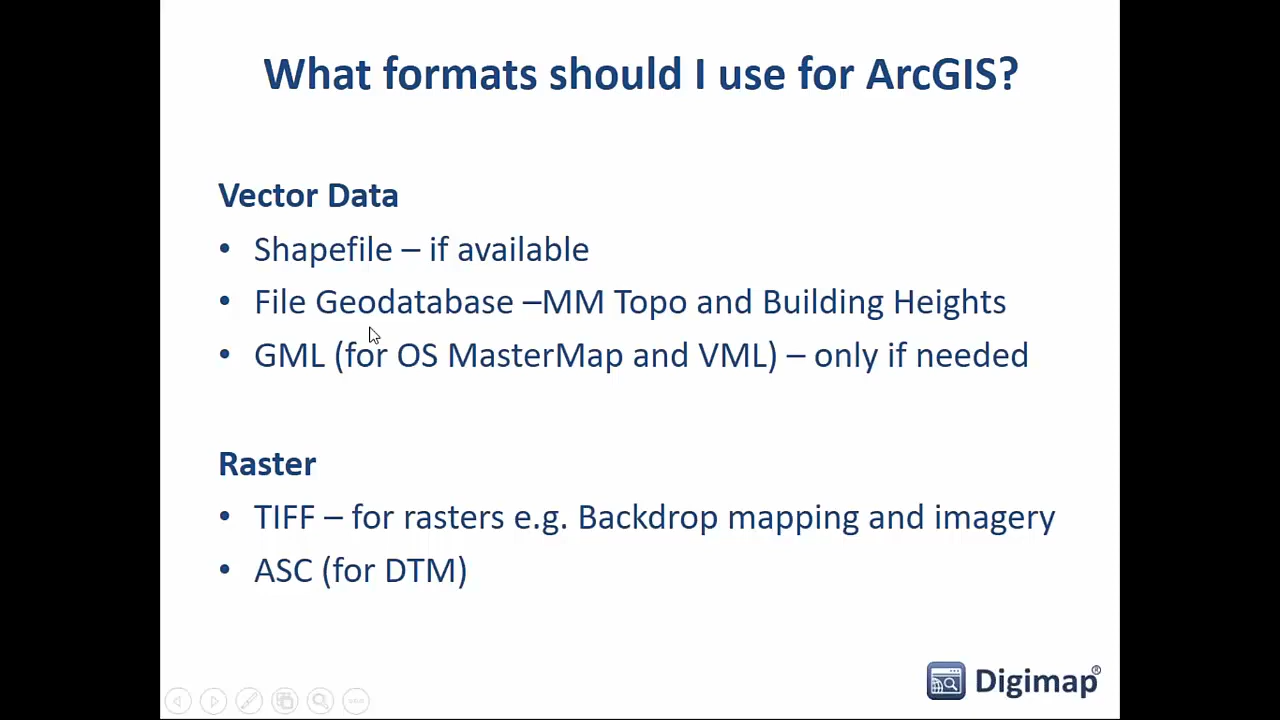 What formats should I use for ArcGIS?
Vector Data
• Shapefile – if available
• File Geodatabase –MM Topo and Building Heights
• GML (for OS MasterMap and VML) – only if needed
Raster
• TIFF – for rasters e.g. Backdrop mapping and imagery
• ASC (for DTM)
Digimap®